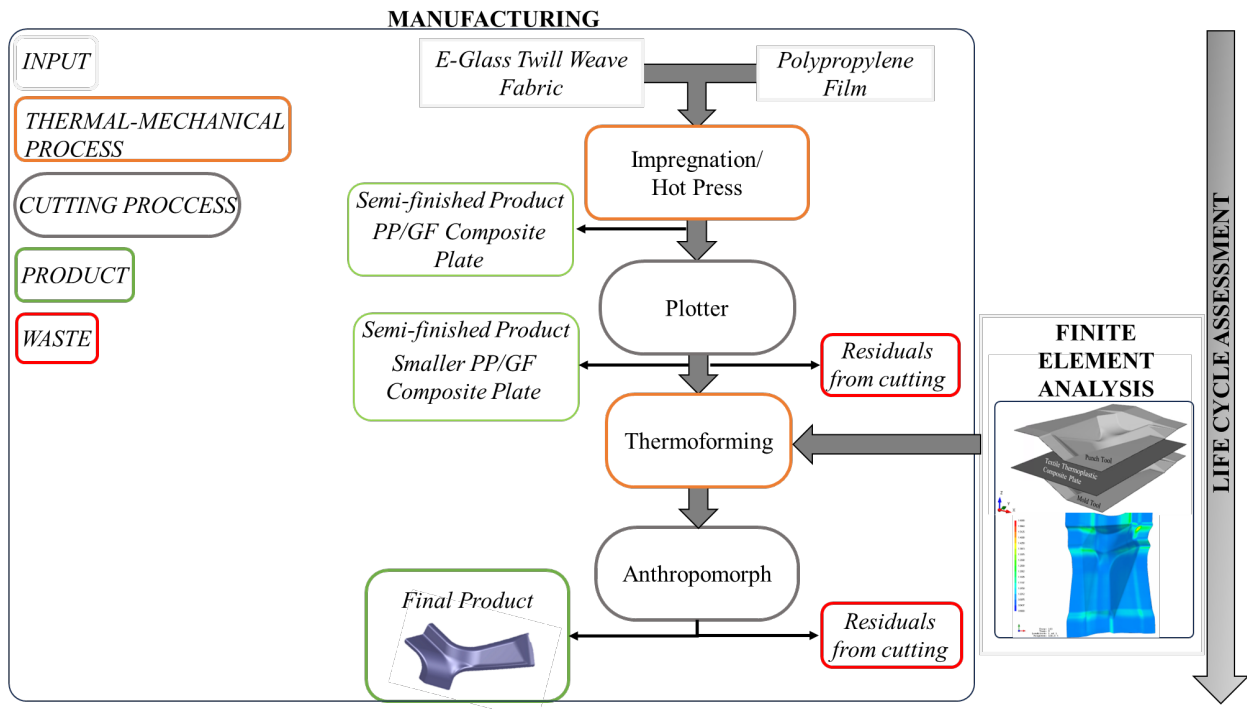 MANUFACTURING
INPUT
THERMAL-MECHANICAL
PROCESS
CUTTING PROCCESS
PRODUCT
WASTE
E-Glass Twill Weave
Fabric
Polypropylene
Film
Impregnation/
Hot Press
Semi-finished Product
PP/GF Composite
Plate
Plotter
Semi-finished Product
Smaller PP/GF
Composite Plate
Residuals
from cutting
Thermoforming
Anthropomorph
Final Product
Residuals
from cutting
FINITE
ELEMENT
ANALYSIS
Punch Tool
Textile Thermoplastic
Composite Plate
Mold Tool
LIFE CYCLE ASSESSMENT